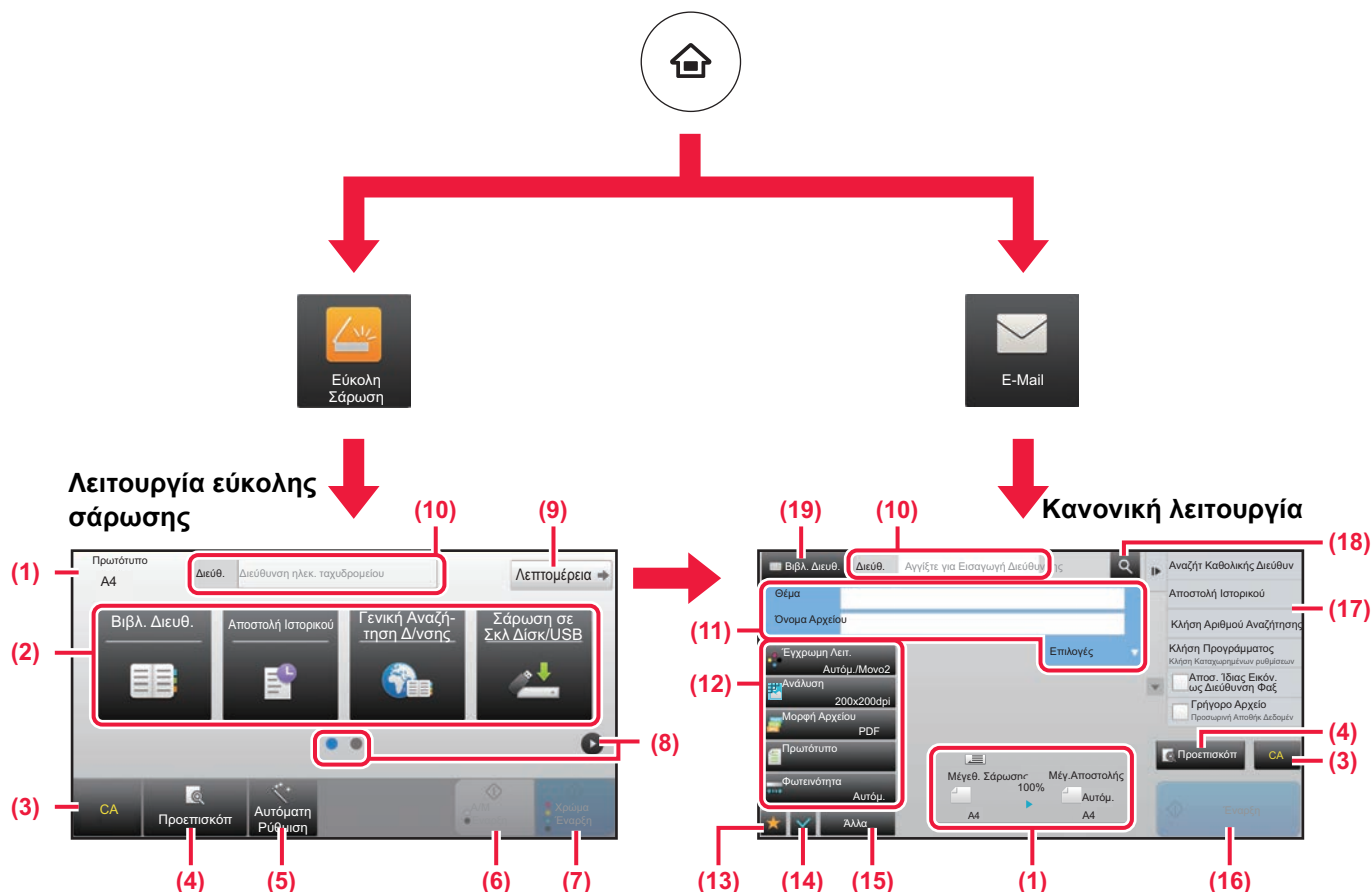 Εύκολη
Σάρωση
E-Mail
Λειτουργία εύκολης
σάρωσης
(10)
(9)
(1)
Πρωτότυπο
A4
Διεύθ.
Διεύθυνση ηλεκ. ταχυδρομείου
Λεπτομέρεια
(2)
Βιβλ. Διευθ.
Αποστολή Ιστορικού
Γενική Αναζή-
τηση Δ/νσης
Σάρωση σε
Σκλ Δίσκ/USB
(8)
(3)
CA
Προεπισκόπ
Αυτόματη
Ρύθμιση
Χρώμα
Έναρξη
(4)
(5)
(6)
(7)
Κανονική λειτουργία
(19)
(10)
(18)
Βιβλ. Διευθ.
Διεύθ.
Αγγίξτε για Εισαγωγή Διεύθυνσης
(11)
Θέμα
Όνομα Αρχείου
Επιλογές
(12)
Έγχρωμη Λειτ.
Αυτόμ./Μονο2
Ανάλυση
200x200dpi
Μορφή Αρχείου
PDF
Πρωτότυπο
Φωτεινότητα
Αυτόμ.
Άλλα
Μέγεθ. Σάρωσης
100%
A4
Μέγ.Αποστολής
Αυτόμ.
A4
Αναζήτ Καθολικής Διεύθυν
Αποστολή Ιστορικού
(17)
Κλήση Αριθμού Αναζήτησης
Κλήση Προγράμματος
Κλήση Καταχωρημένων ρυθμίσεων
Αποσ. Ίδιας Εικόν.
ως Διεύθυνση Φαξ
Γρήγορο Αρχείο
Προσωρινή Αποθήκ Δεδομέν
(4)
Προεπισκόπ
CA
(3)
Έναρξη
(13)
(14)
(15)
(1)
(16)